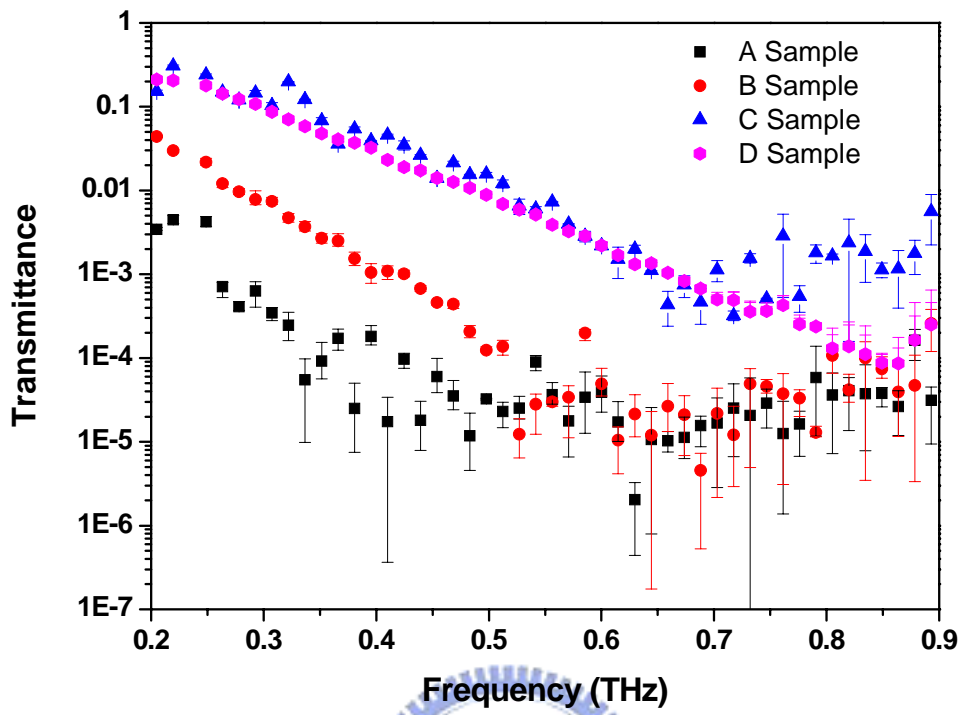 1
0.1
0.01
1E-3
1E-4
1E-5
1E-6
1E-7
Transmittance
A Sample
B Sample
C Sample
D Sample
0.2 0.3 0.4 0.5 0.6 0.7 0.8 0.9
Frequency (THz)